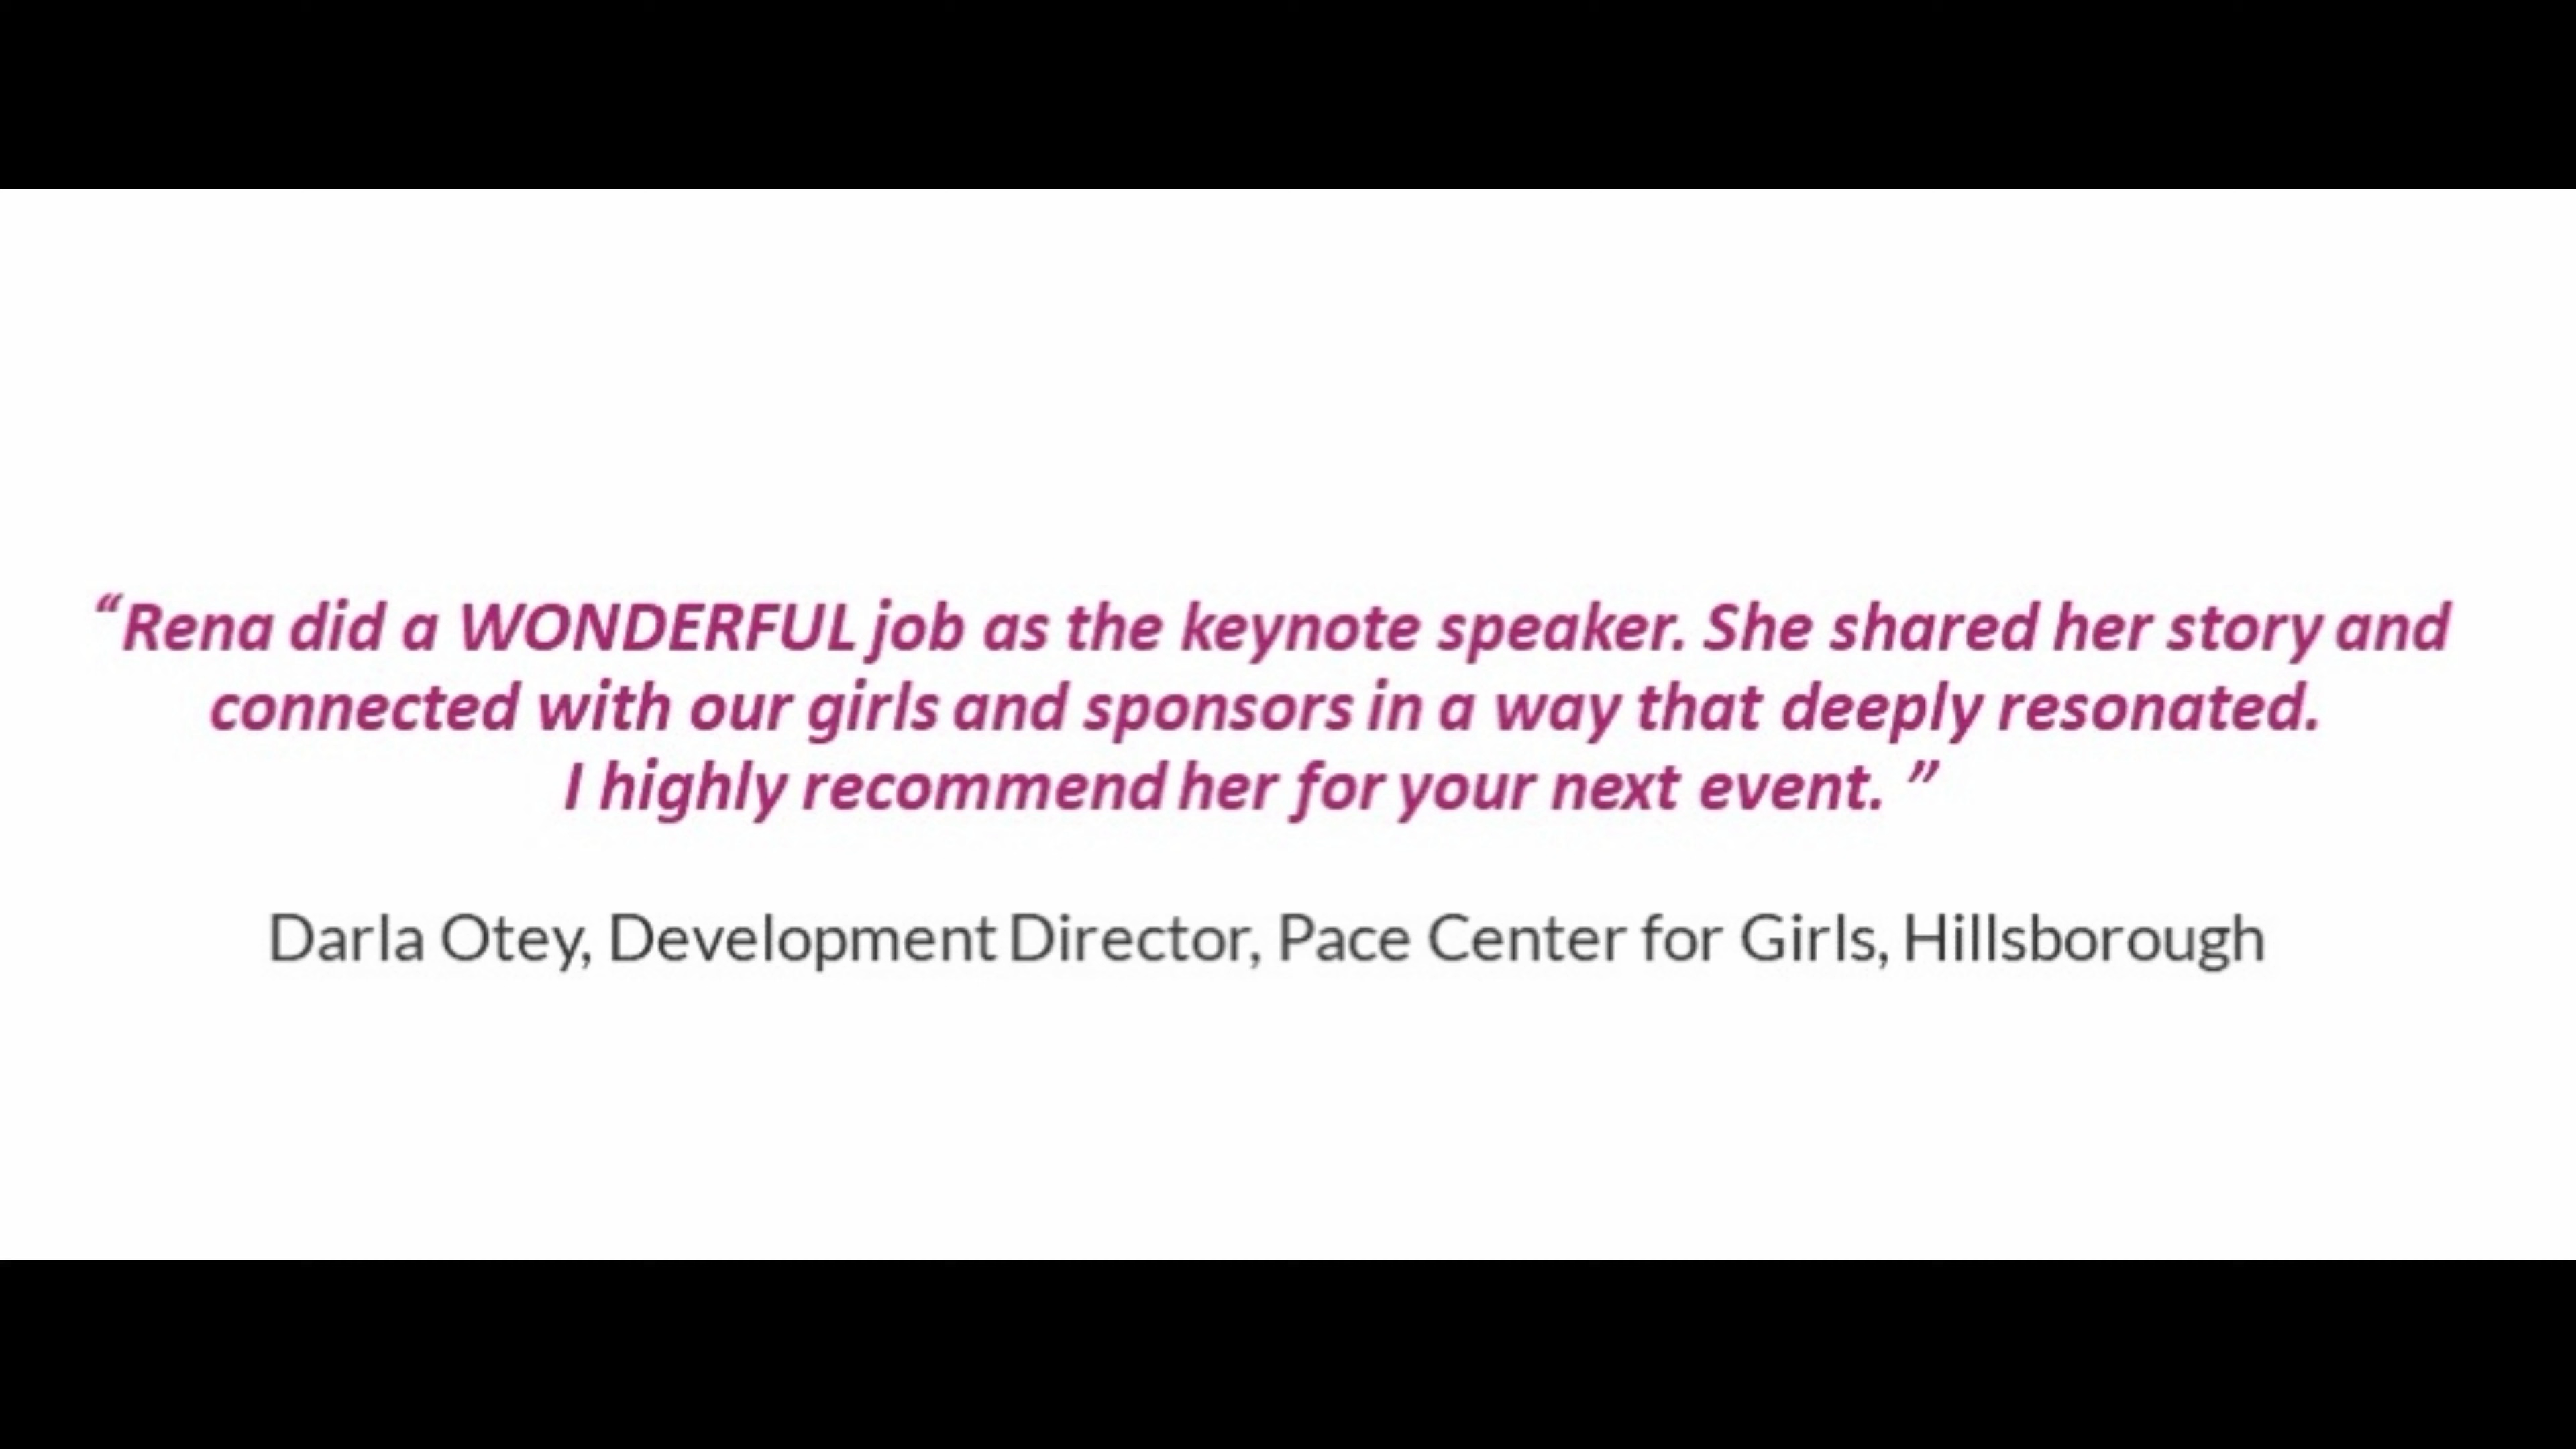 “Rena did a WONDERFUL job as the keynote speaker. She shared her story and
connected with our girls and sponsors in a way that deeply resonated.
I highly recommend her for your next event. ”
Darla Otey, Development Director, Pace Center for Girls, Hillsborough